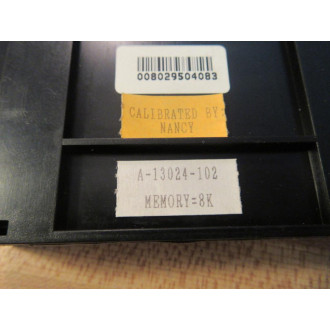 008029504083
CALIBRATED BY:
NANCY
A-13024-102
MEMORY=8K